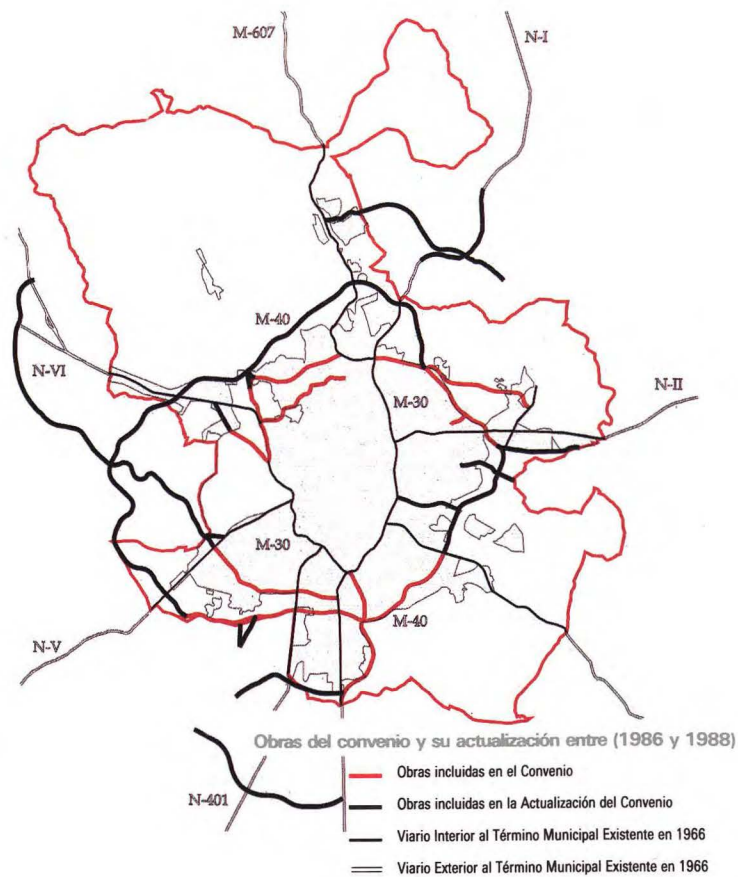 M-607
N-I
M-40
N-VI
N-II
M-30
M-30
M-40
N-V
Obras del convenio y su actualización entre (1986 y 1988)
N-401
Obras incluidas en el Convenio
Obras incluidas en la Actualización del Convenio
Viario Interior al Término Municipal Existente en 1966
Viario Exterior al Término Municipal Existente en 1966